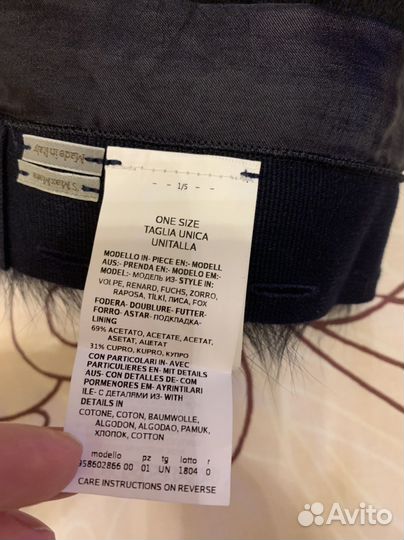 Made in Italy
'S MaxMara
- - 1/5 - -
ONE SIZE
TAGLIA UNICA
UNITALLA
MODELLO IN:- PIECE EN:- MODELL
AUS:- PRENDA EN:- MODELO EM:-
MODEL:- МОДЕЛЬ ИЗ:- STYLE IN:-
VOLPE, RENARD, FUCHS, ZORRO,
RAPOSA, TİLKİ, ЛИСА, FOX
FODERA- DOUBLURE- FUTTER-
FORRO- ASTAR- ПОДКЛАДКА-
LINING
69% ACETATO, ACETATE, ACETAT,
ASETAT, АЦЕТАТ
31% CUPRO, KUPRO, КУПРО
CON PARTICOLARI IN- AVEC
PARTICULIERES EN- MIT DETAILS
AUS- CON DETALLES DE- COM
PORMENORES EM- AYRINTILARI
ILE- С ДЕТАЛЯМИ ИЗ- WITH
DETAILS IN
COTONE, COTON, BAUMWOLLE,
ALGODON, ALGODAO, PAMUK,
ХЛОПОК, COTTON
modello pz tg lotto r
958602866 00 01 UN 1804 0
CARE INSTRUCTIONS ON REVERSE
Avito